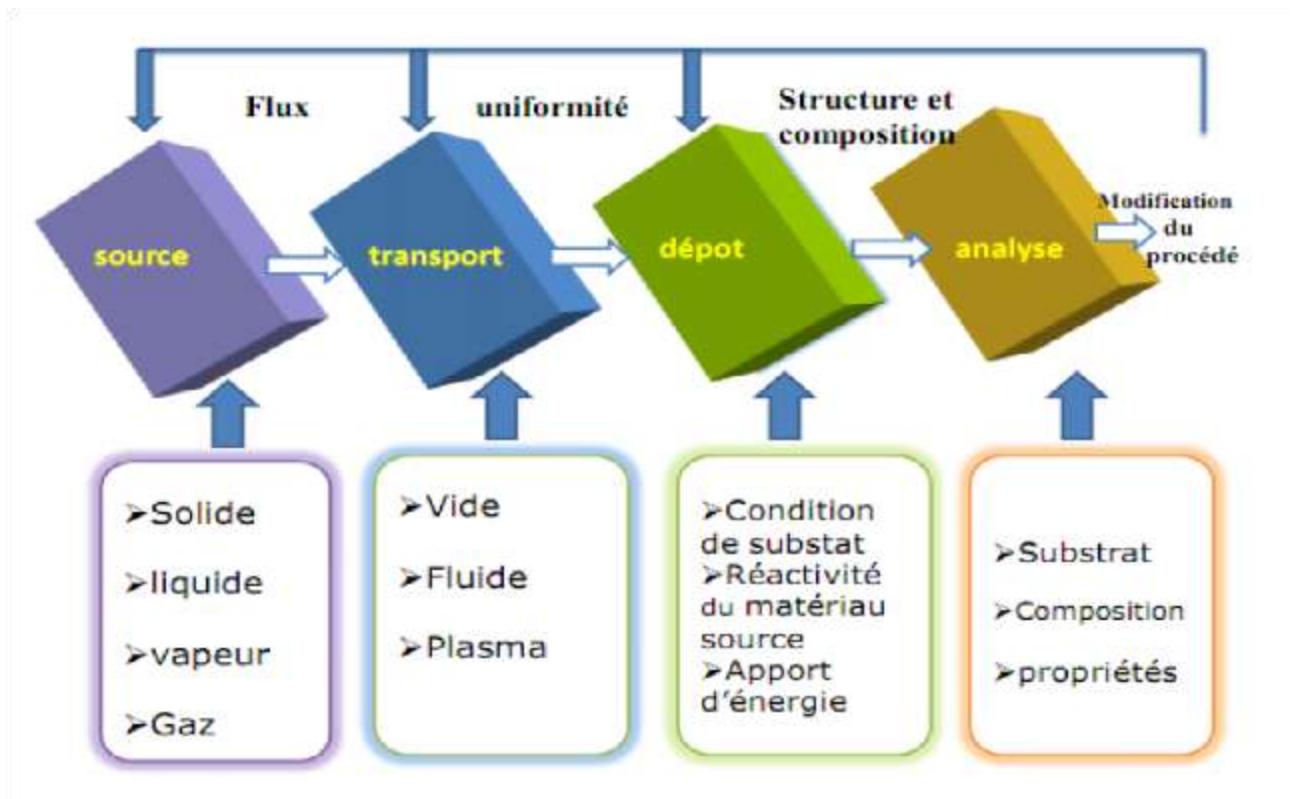 Flux
uniformité
Structure et
composition
source
transport
dépot
analyse
Modification
du
procédé
➢Solide
➢liquide
➢vapeur
➢Gaz
➢Vide
➢Fluide
➢Plasma
➢Condition
de substat
➢Réactivité
du matériau
source
➢Apport
d'énergie
➢Substrat
➢Composition
➢propriétés